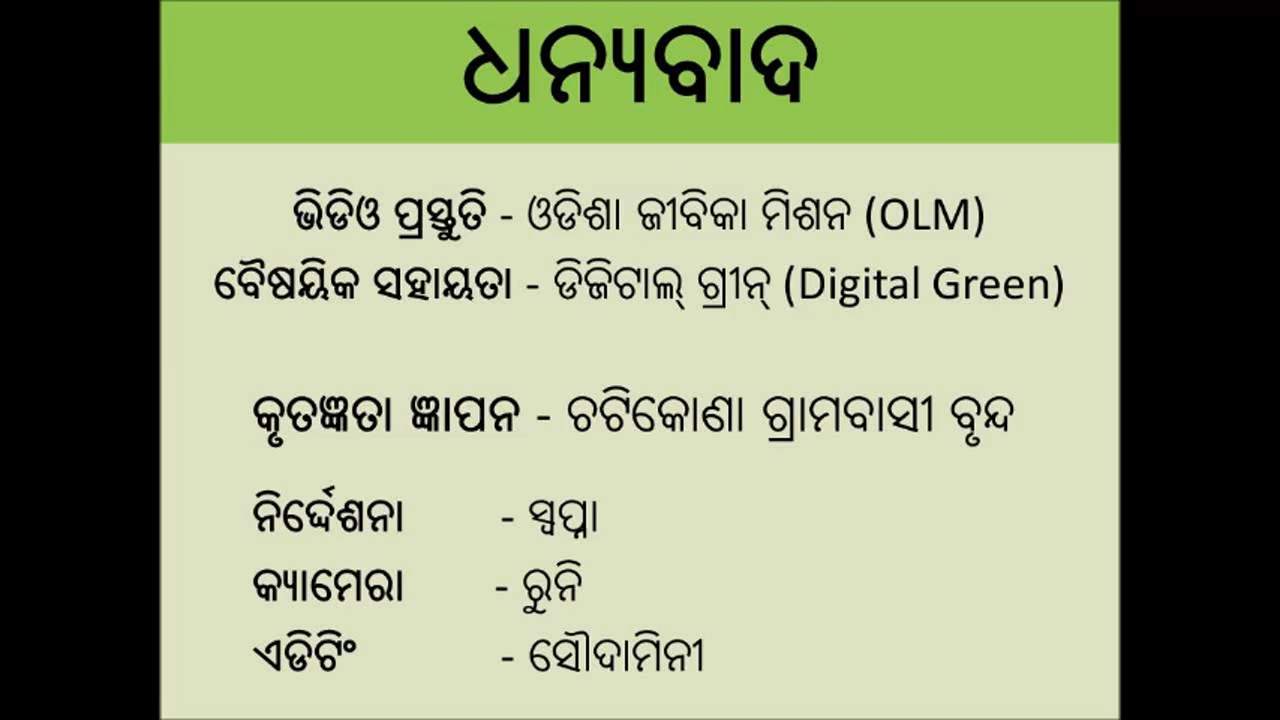 ଧନ୍ୟବାଦ
ଭିଡିଓ ପ୍ରସ୍ତୁତି - ଓଡିଶା ଜୀବିକା ମିଶନ (OLM)
ବୈଷୟିକ ସହାୟତା - ଡିଜିଟାଲ୍ ଗ୍ରୀନ୍ (Digital Green)
କୃତଜ୍ଞତା ଜ୍ଞାପନ - ଚଟିକୋଣା ଗ୍ରାମବାସୀ ବୃନ୍ଦ
ନିର୍ଦ୍ଦେଶନା - ସ୍ୱପ୍ନା
କ୍ୟାମେରା - ରୁନି
ଏଡିଟିଂ - ସୌଦାମିନୀ